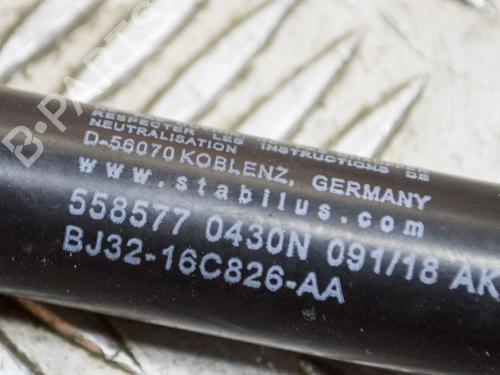 RESPECTER LES INSTRUCTIONS DE
NEUTRALISATION
D-56070 KOBLENZ, GERMANY
www.stabilus.com
558577 0430N 091/18 AK
BJ32-16C826-AA
B-PARTS